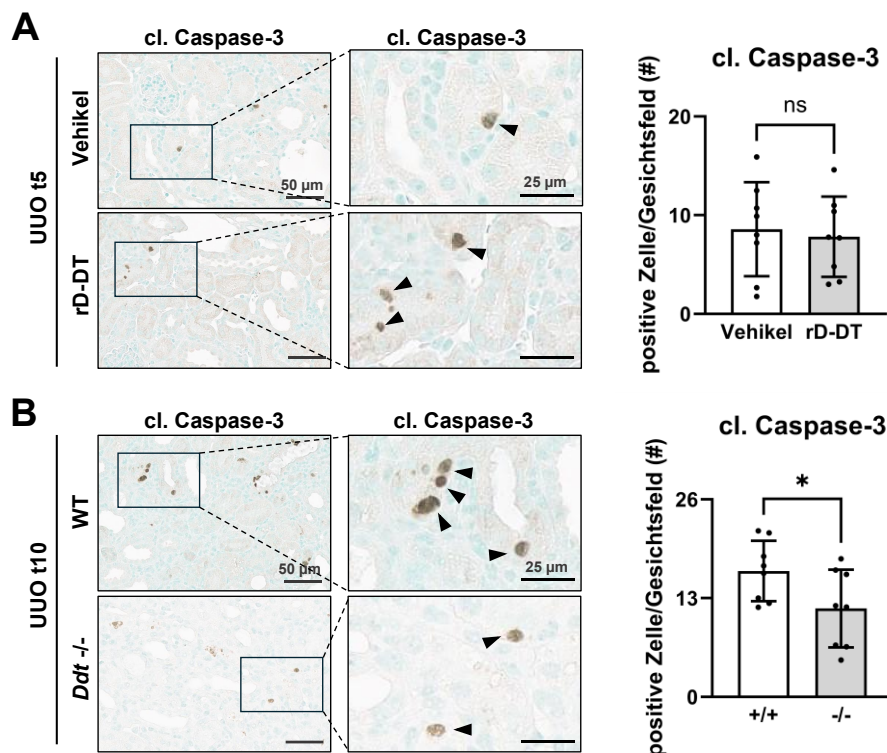 A
cl. Caspase-3
cl. Caspase-3
UUO t5
Vehikel
50 µm
25 µm
rD-DT
cl. Caspase-3
positive Zelle/Gesichtsfeld (#)
20
10
0
ns
Vehikel
rD-DT
B
cl. Caspase-3
cl. Caspase-3
UUO t10
WT
50 µm
25 µm
Ddt -/-
cl. Caspase-3
positive Zelle/Gesichtsfeld (#)
26
13
0
*
+/+
-/-